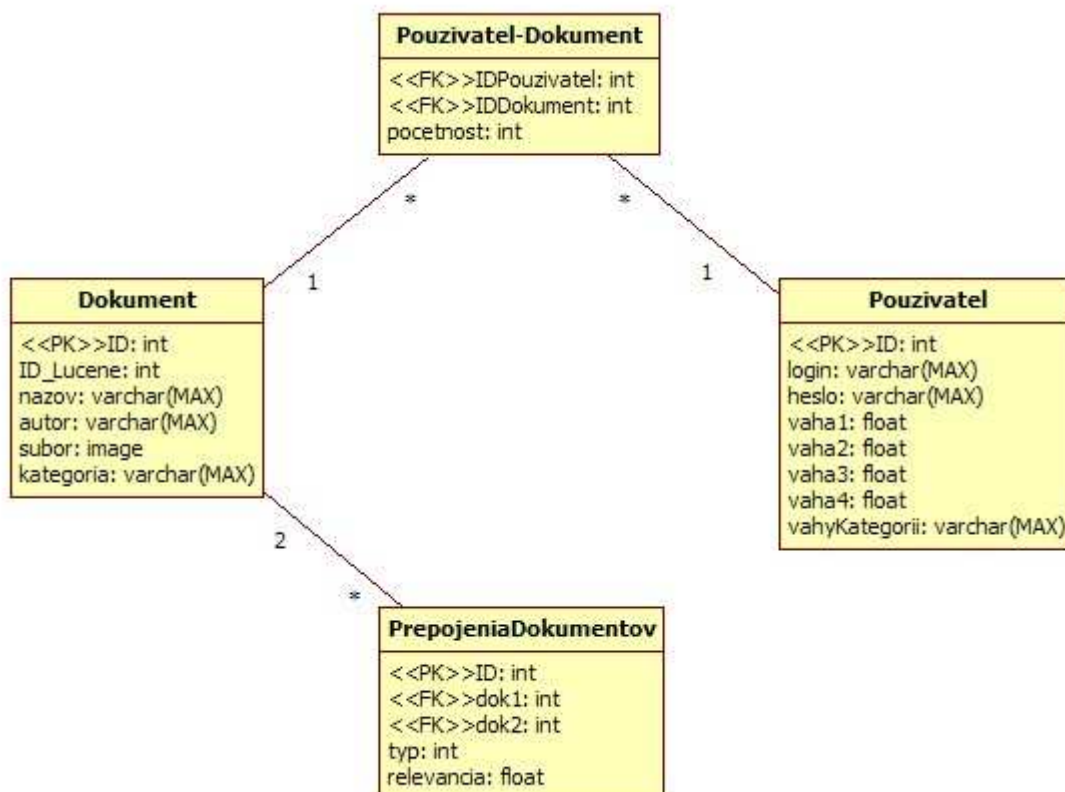 Pouzivatel-Dokument
<<FK>>IDPouzivatel: int
<<FK>>IDDokument: int
pocetnost: int
*
*
1
1
Dokument
<<PK>>ID: int
ID_Lucene: int
nazov: varchar(MAX)
autor: varchar(MAX)
subor: image
kategoria: varchar(MAX)
Pouzivatel
<<PK>>ID: int
login: varchar(MAX)
heslo: varchar(MAX)
vaha1: float
vaha2: float
vaha3: float
vaha4: float
vahyKategorii: varchar(MAX)
2
*
PrepojeniaDokumentov
<<PK>>ID: int
<<FK>>dok1: int
<<FK>>dok2: int
typ: int
relevancia: float